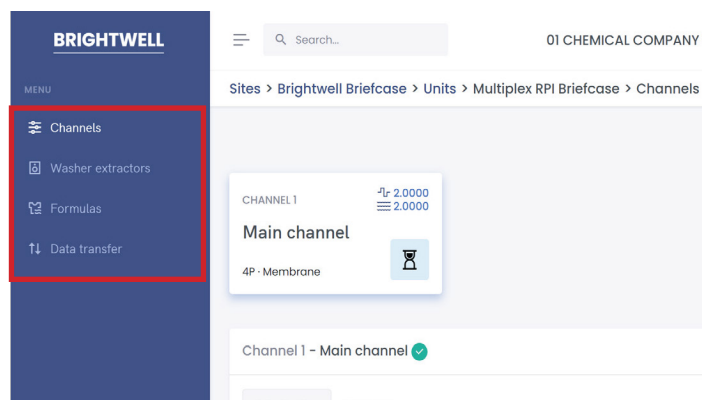 BRIGHTWELL
Search...
01 CHEMICAL COMPANY
MENU
Sites > Brightwell Briefcase > Units > Multiplex RPI Briefcase > Channels
Channels
Washer extractors
Formulas
Data transfer
CHANNEL 1
2.0000
2.0000
Main channel
4P · Membrane
Channel 1 - Main channel